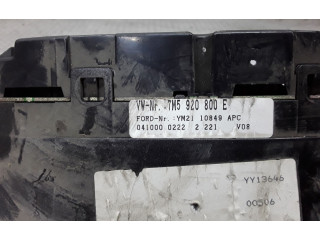 VW-Nr. 7M5 920 800 E
FORD-Nr. YM21 10849 APC
041000 0222 2 221 V08
YY13646
00506